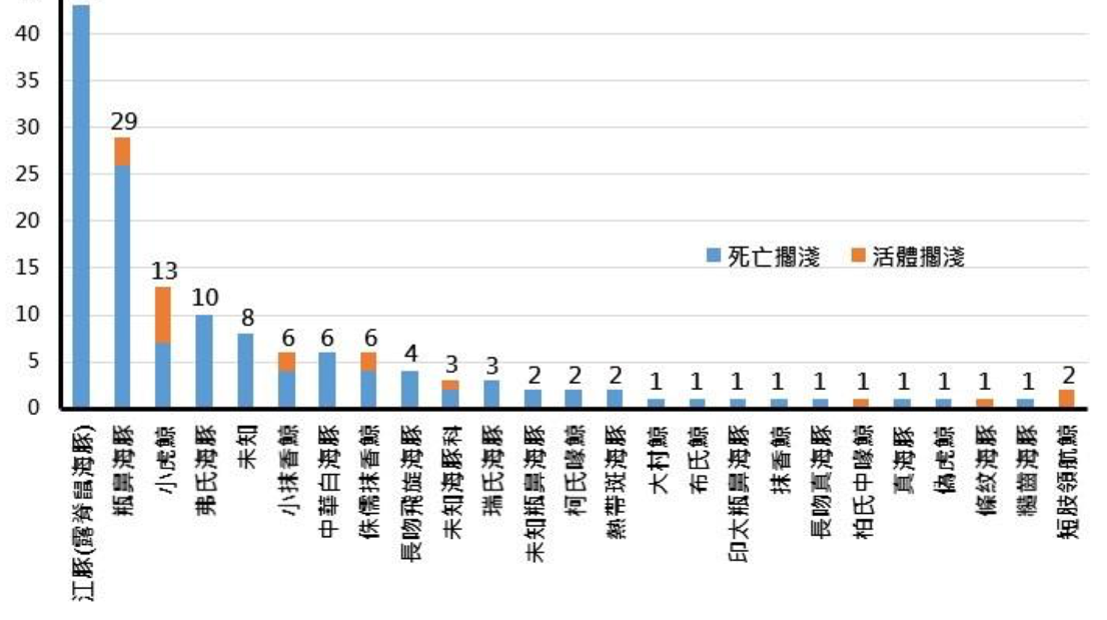 40
35
30
25
20
15
10
5
0
29
13
10
8
6
6
6
4
3
3
2
2
2
1
1
1
1
1
1
1
1
1
1
2
死亡擱淺
活體擱淺
江豚(露脊鼠海豚)
瓶鼻海豚
小虎鯨
弗氏海豚
未知
小抹香鯨
中華白海豚
侏儒抹香鯨
長吻飛旋海豚
未知海豚科
瑞氏海豚
未知瓶鼻海豚
柯氏喙鯨
熱帶斑海豚
大村鯨
布氏鯨
印太瓶鼻海豚
抹香鯨
長吻真海豚
柏氏中喙鯨
真海豚
偽虎鯨
條紋海豚
糙齒海豚
短肢領航鯨